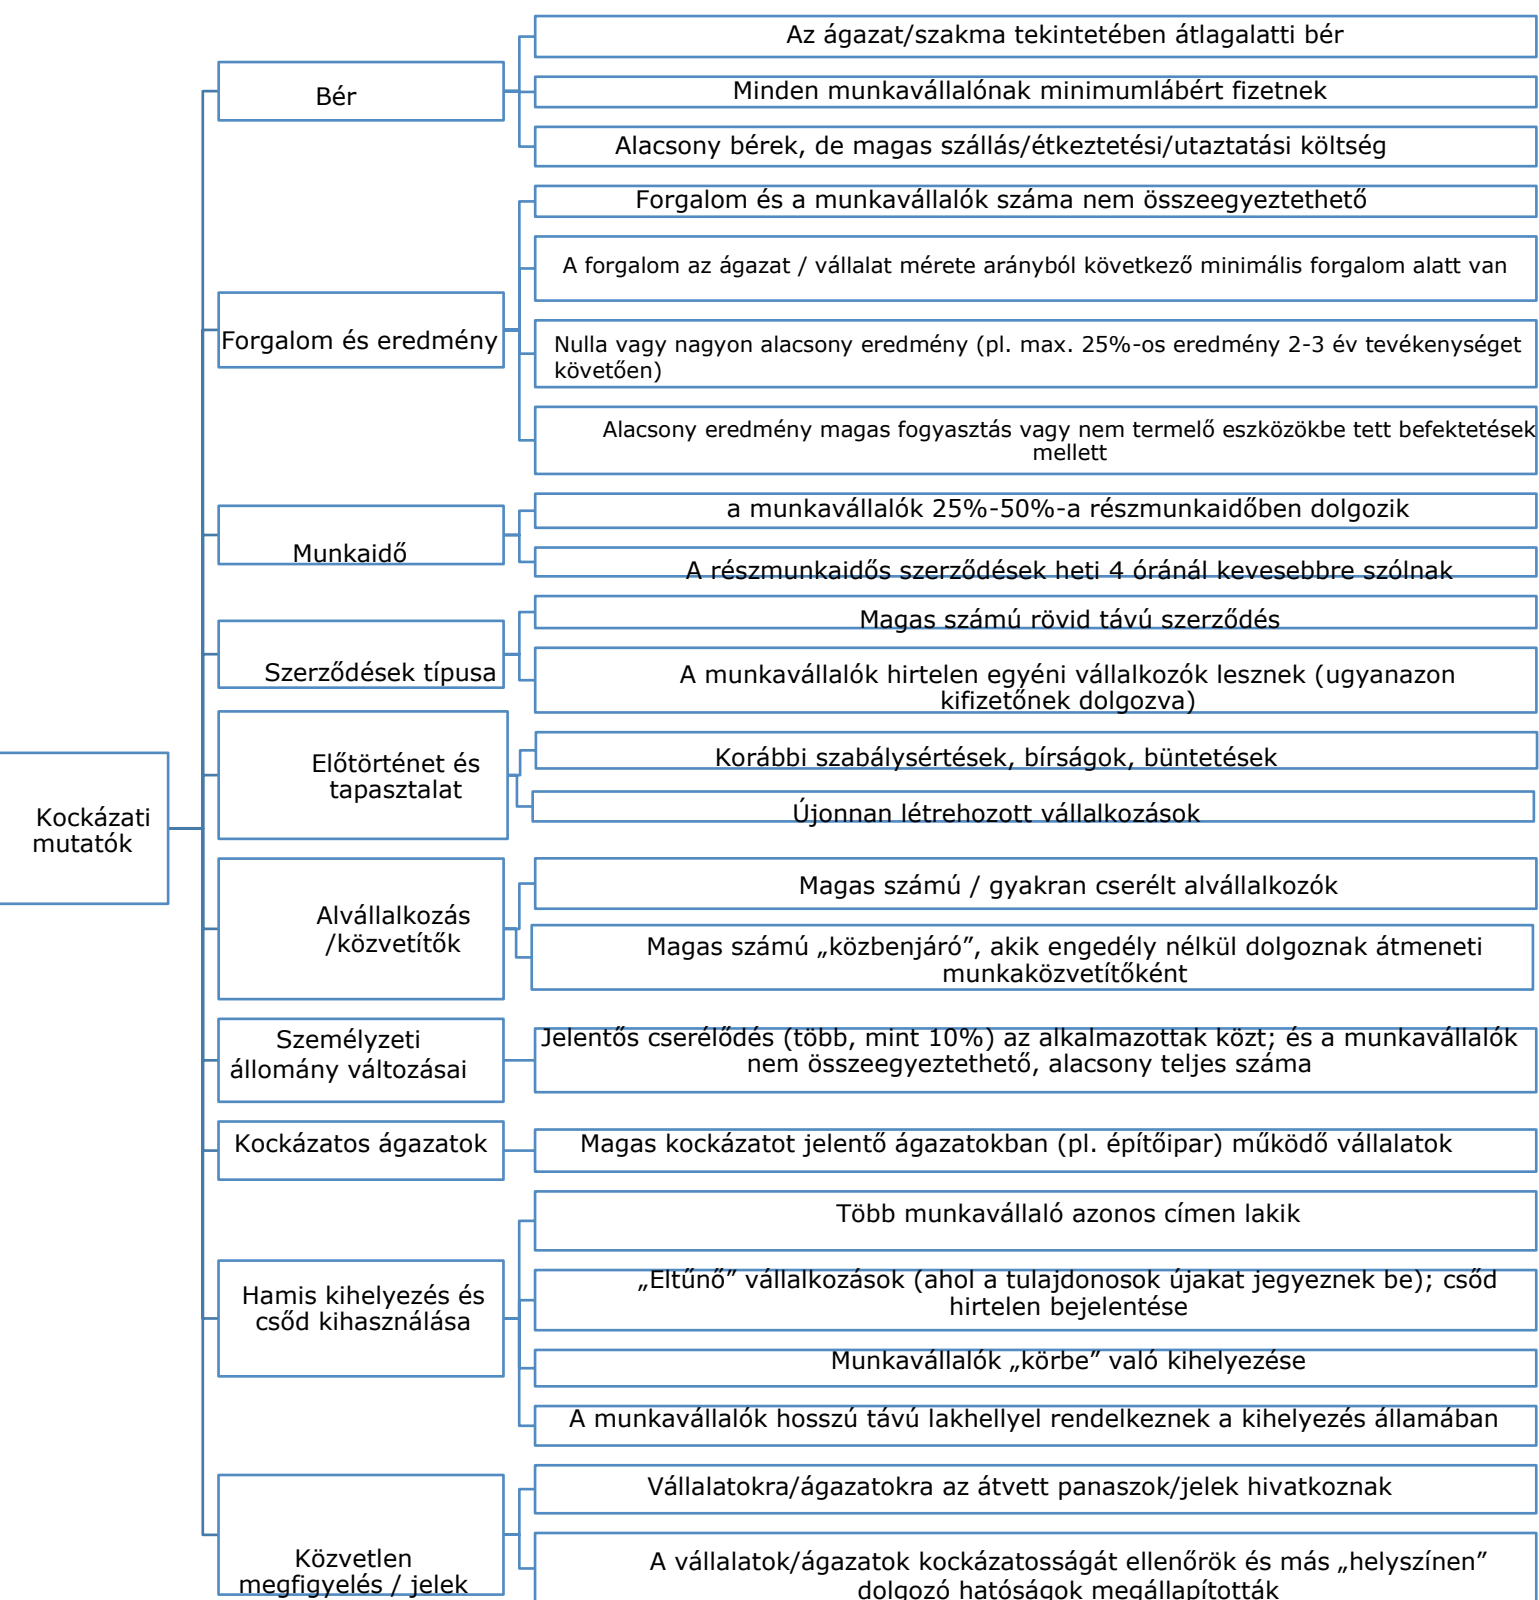 Kockázati
mutatók
Bér
Az ágazat/szakma tekintetében átlagalatti bér
Minden munkavállalónak minimumlábért fizetnek
Alacsony bérek, de magas szállás/étkeztetési/utaztatási költség
Forgalom és eredmény
Forgalom és a munkavállalók száma nem összeegyeztethető
A forgalom az ágazat / vállalat mérete arányból következő minimális forgalom alatt van
Nulla vagy nagyon alacsony eredmény (pl. max. 25%-os eredmény 2-3 év tevékenységet
követően)
Alacsony eredmény magas fogyasztás vagy nem termelő eszközökbe tett befektetések
mellett
Munkaidő
a munkavállalók 25%-50%-a részmunkaidőben dolgozik
A részmunkaidős szerződések heti 4 óránál kevesebbre szólnak
Szerződések típusa
Magas számú rövid távú szerződés
A munkavállalók hirtelen egyéni vállalkozók lesznek (ugyanazon
kifizetőnek dolgozva)
Előtörténet és
tapasztalat
Korábbi szabálysértések, bírságok, büntetések
Újonnan létrehozott vállalkozások
Alvállalkozás
/közvetítők
Magas számú / gyakran cserélt alvállalkozók
Magas számú „közbenjáró”, akik engedély nélkül dolgoznak átmeneti
munkaközvetítőként
Személyzeti
állomány változásai
Jelentős cserélődés (több, mint 10%) az alkalmazottak közt; és a munkavállalók
nem összeegyeztethető, alacsony teljes száma
Kockázatos ágazatok
Magas kockázatot jelentő ágazatokban (pl. építőipar) működő vállalatok
Hamis kihelyezés és
csőd kihasználása
Több munkavállaló azonos címen lakik
„Eltűnő” vállalkozások (ahol a tulajdonosok újakat jegyeznek be); csőd
hirtelen bejelentése
Munkavállalók „körbe” való kihelyezése
A munkavállalók hosszú távú lakhellyel rendelkeznek a kihelyezés államában
Közvetlen
megfigyelés / jelek
Vállalatokra/ágazatokra az átvett panaszok/jelek hivatkoznak
A vállalatok/ágazatok kockázatosságát ellenőrök és más „helyszínen”
dolgozó hatóságok megállapították